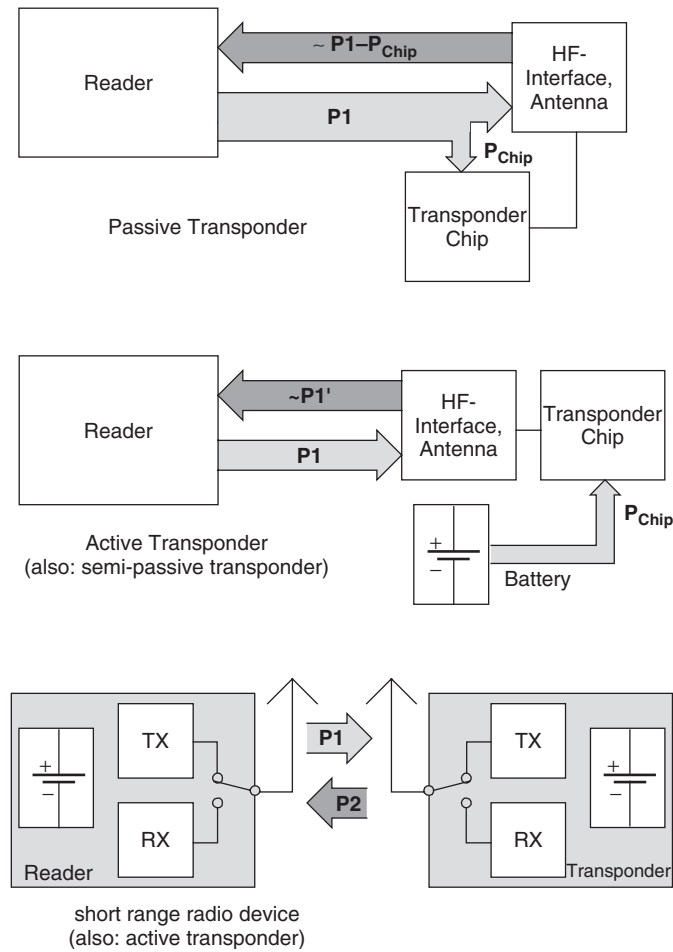 ~ P1–PChip
HF-
Interface,
Antenna
Reader
P1
PChip
Transponder
Chip
Passive Transponder
~P1'
HF-
Interface,
Antenna
Transponder
Chip
Reader
P1
PChip
Active Transponder
(also: semi-passive transponder)
+
−
Battery
TX
P1
TX
+
−
+
−
P2
RX
RX
Reader
Transponder
short range radio device
(also: active transponder)